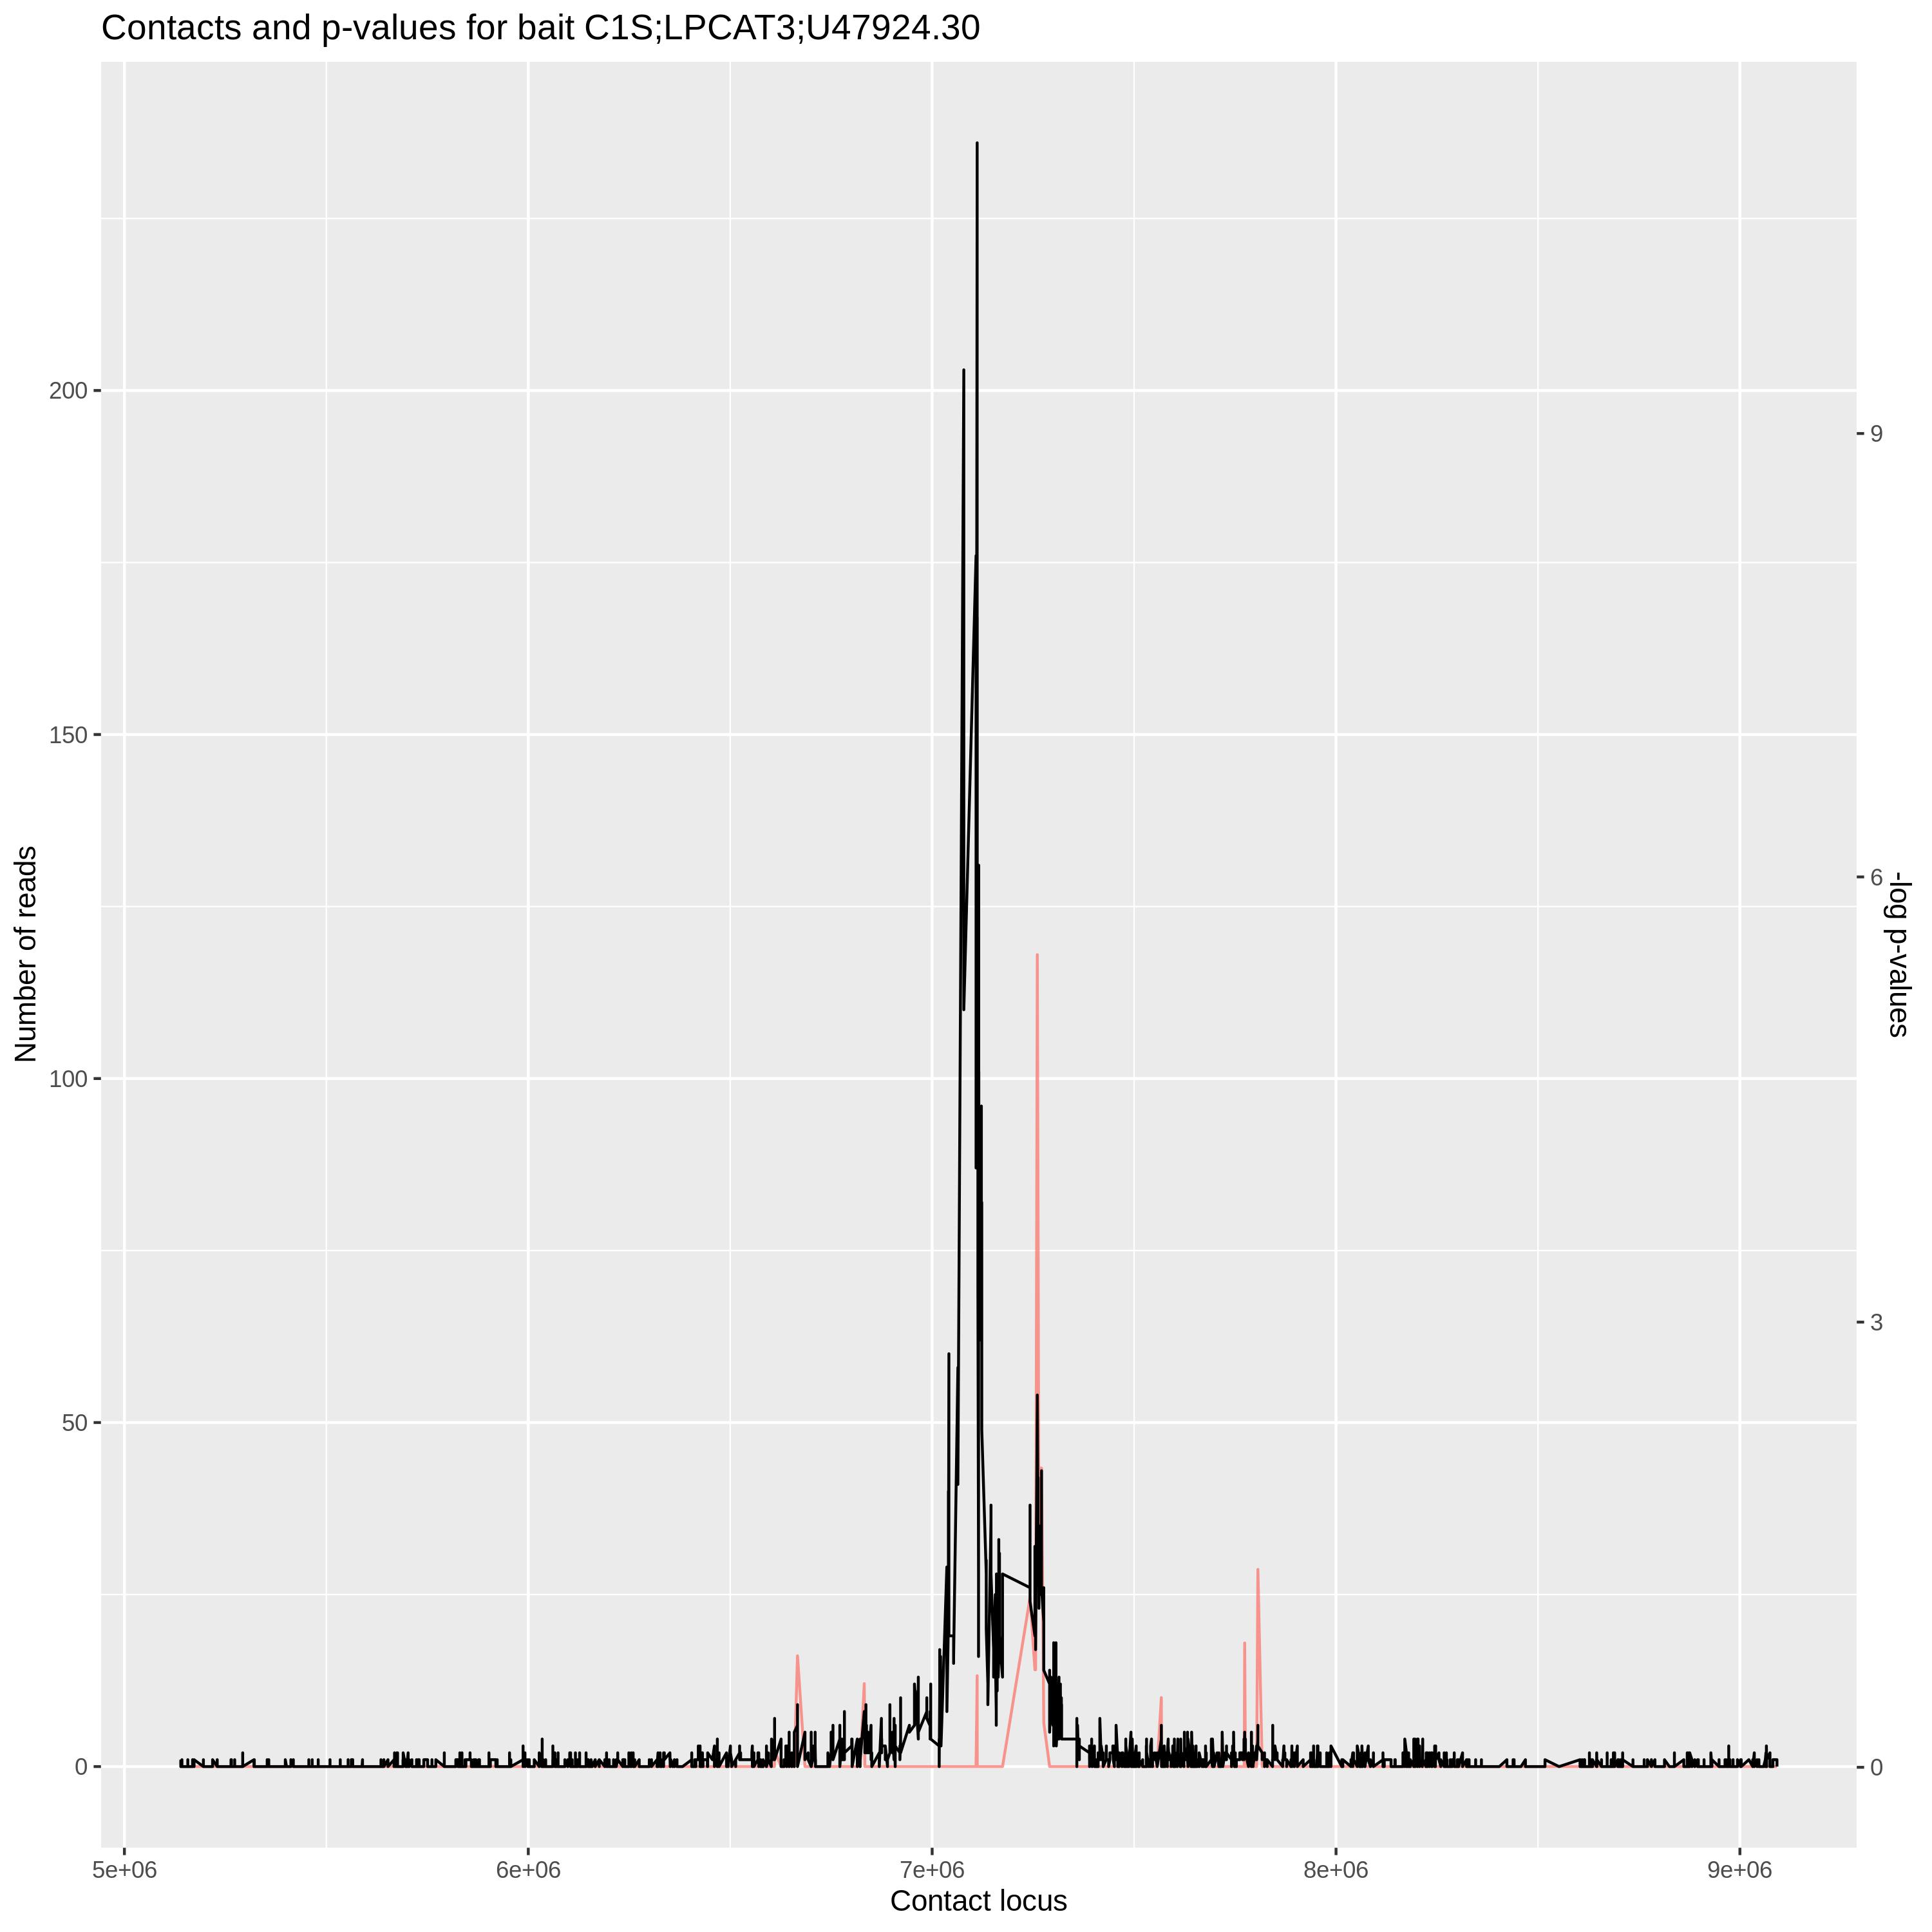 Contacts and p-values for bait C1S;LPCAT3;U47924.30
Number of reads
200
150
100
50
0
9
6
3
0
-log p-values
5e+06
6e+06
7e+06
8e+06
9e+06
Contact locus